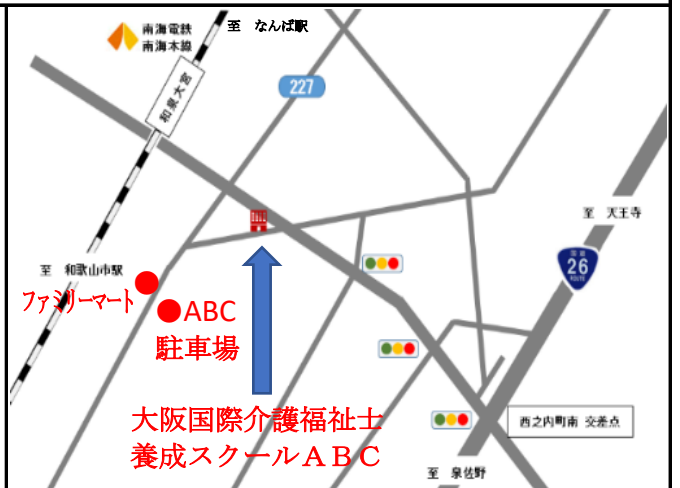 南海電鉄
南海本線
至 なんば駅
和泉大宮
227
至 天王寺
国道
26
ROUTE
至 和歌山市駅
ファミリーマート
ABC
駐車場
大阪国際介護福祉士
養成スクールＡＢＣ
西之内町南 交差点
至 泉佐野